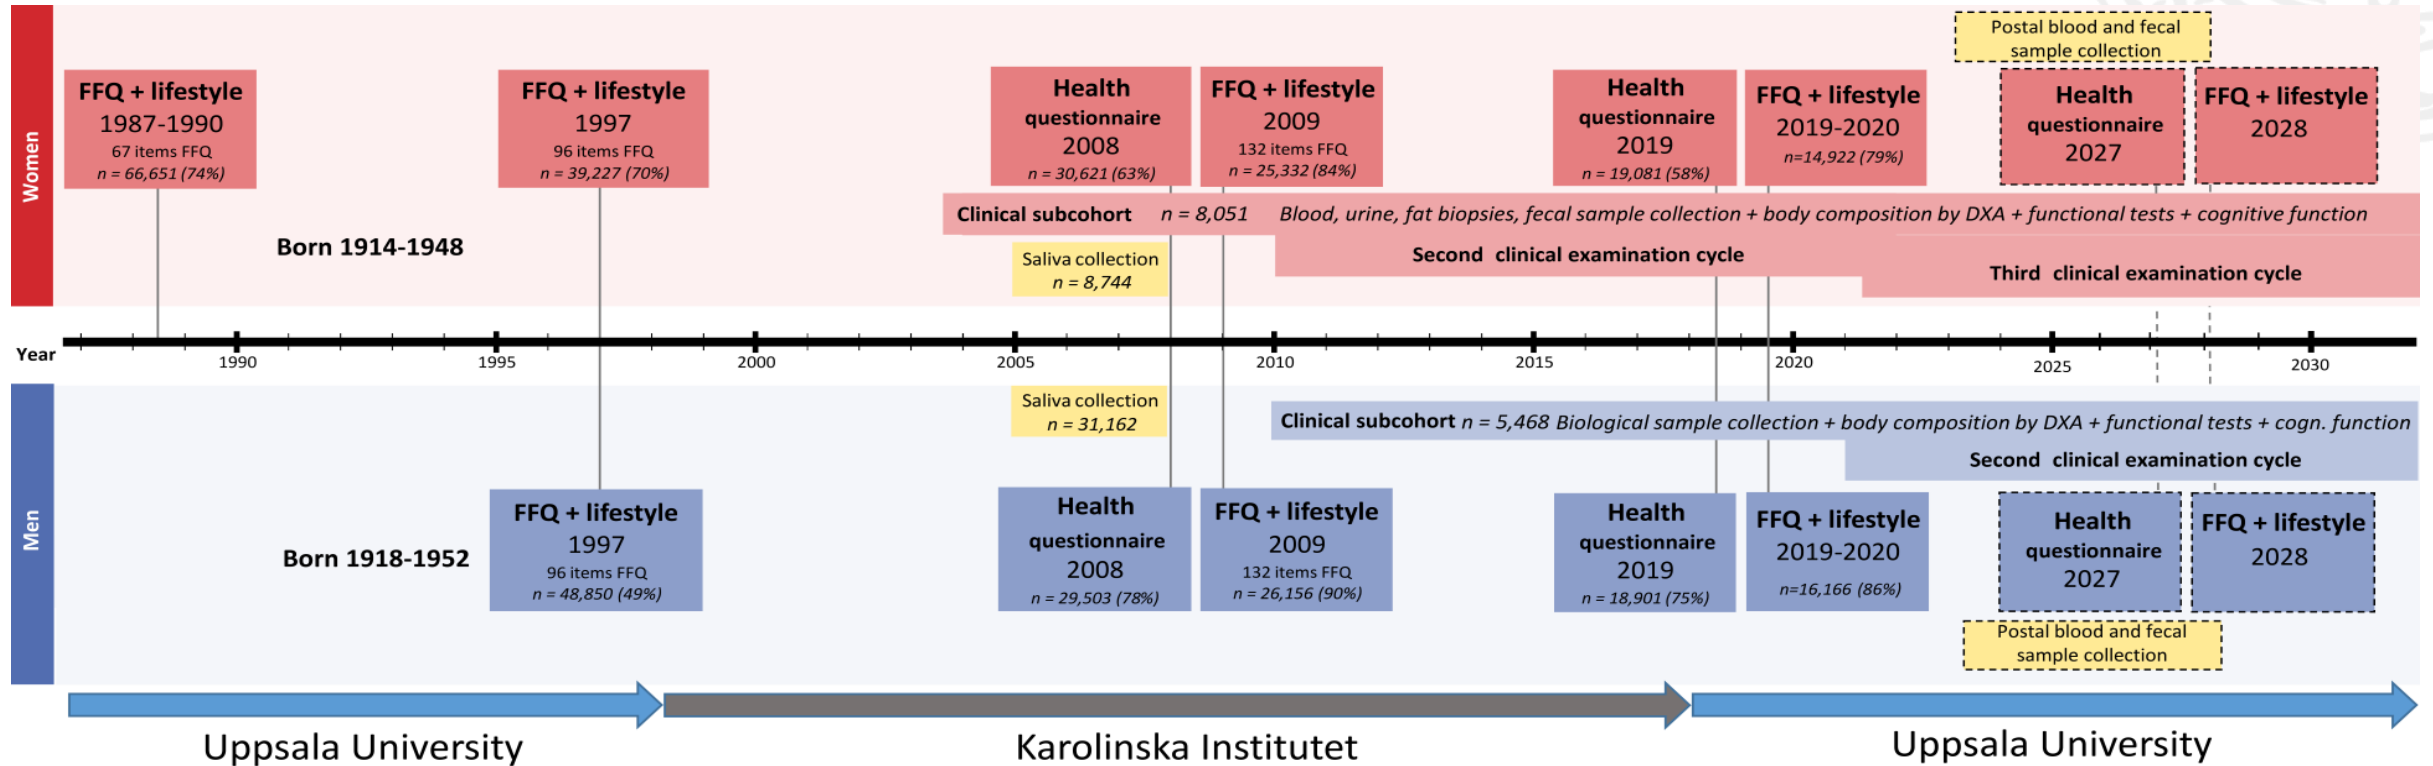 Women
Postal blood and fecal
sample collection
FFQ + lifestyle
1987-1990
67 items FFQ
n = 66,651 (74%)
FFQ + lifestyle
1997
96 items FFQ
n = 39,227 (70%)
Health
questionnaire
2008
n = 30,621 (63%)
FFQ + lifestyle
2009
132 items FFQ
n = 25,332 (84%)
Health
questionnaire
2019
n = 19,081 (58%)
FFQ + lifestyle
2019-2020
n=14,922 (79%)
Health
questionnaire
2027
FFQ + lifestyle
2028
Clinical subcohort n = 8,051 Blood, urine, fat biopsies, fecal sample collection + body composition by DXA + functional tests + cognitive function
Born 1914-1948
Saliva collection
n = 8,744
Second clinical examination cycle
Third clinical examination cycle
Year
1990
1995
2000
2005
2010
2015
2020
2025
2030
Men
Saliva collection
n = 31,162
Clinical subcohort n = 5,468 Biological sample collection + body composition by DXA + functional tests + cogn. function
Second clinical examination cycle
Born 1918-1952
FFQ + lifestyle
1997
96 items FFQ
n = 48,850 (49%)
Health
questionnaire
2008
n = 29,503 (78%)
FFQ + lifestyle
2009
132 items FFQ
n = 26,156 (90%)
Health
questionnaire
2019
n = 18,901 (75%)
FFQ + lifestyle
2019-2020
n=16,166 (86%)
Health
questionnaire
2027
FFQ + lifestyle
2028
Postal blood and fecal
sample collection
Uppsala University
Karolinska Institutet
Uppsala University